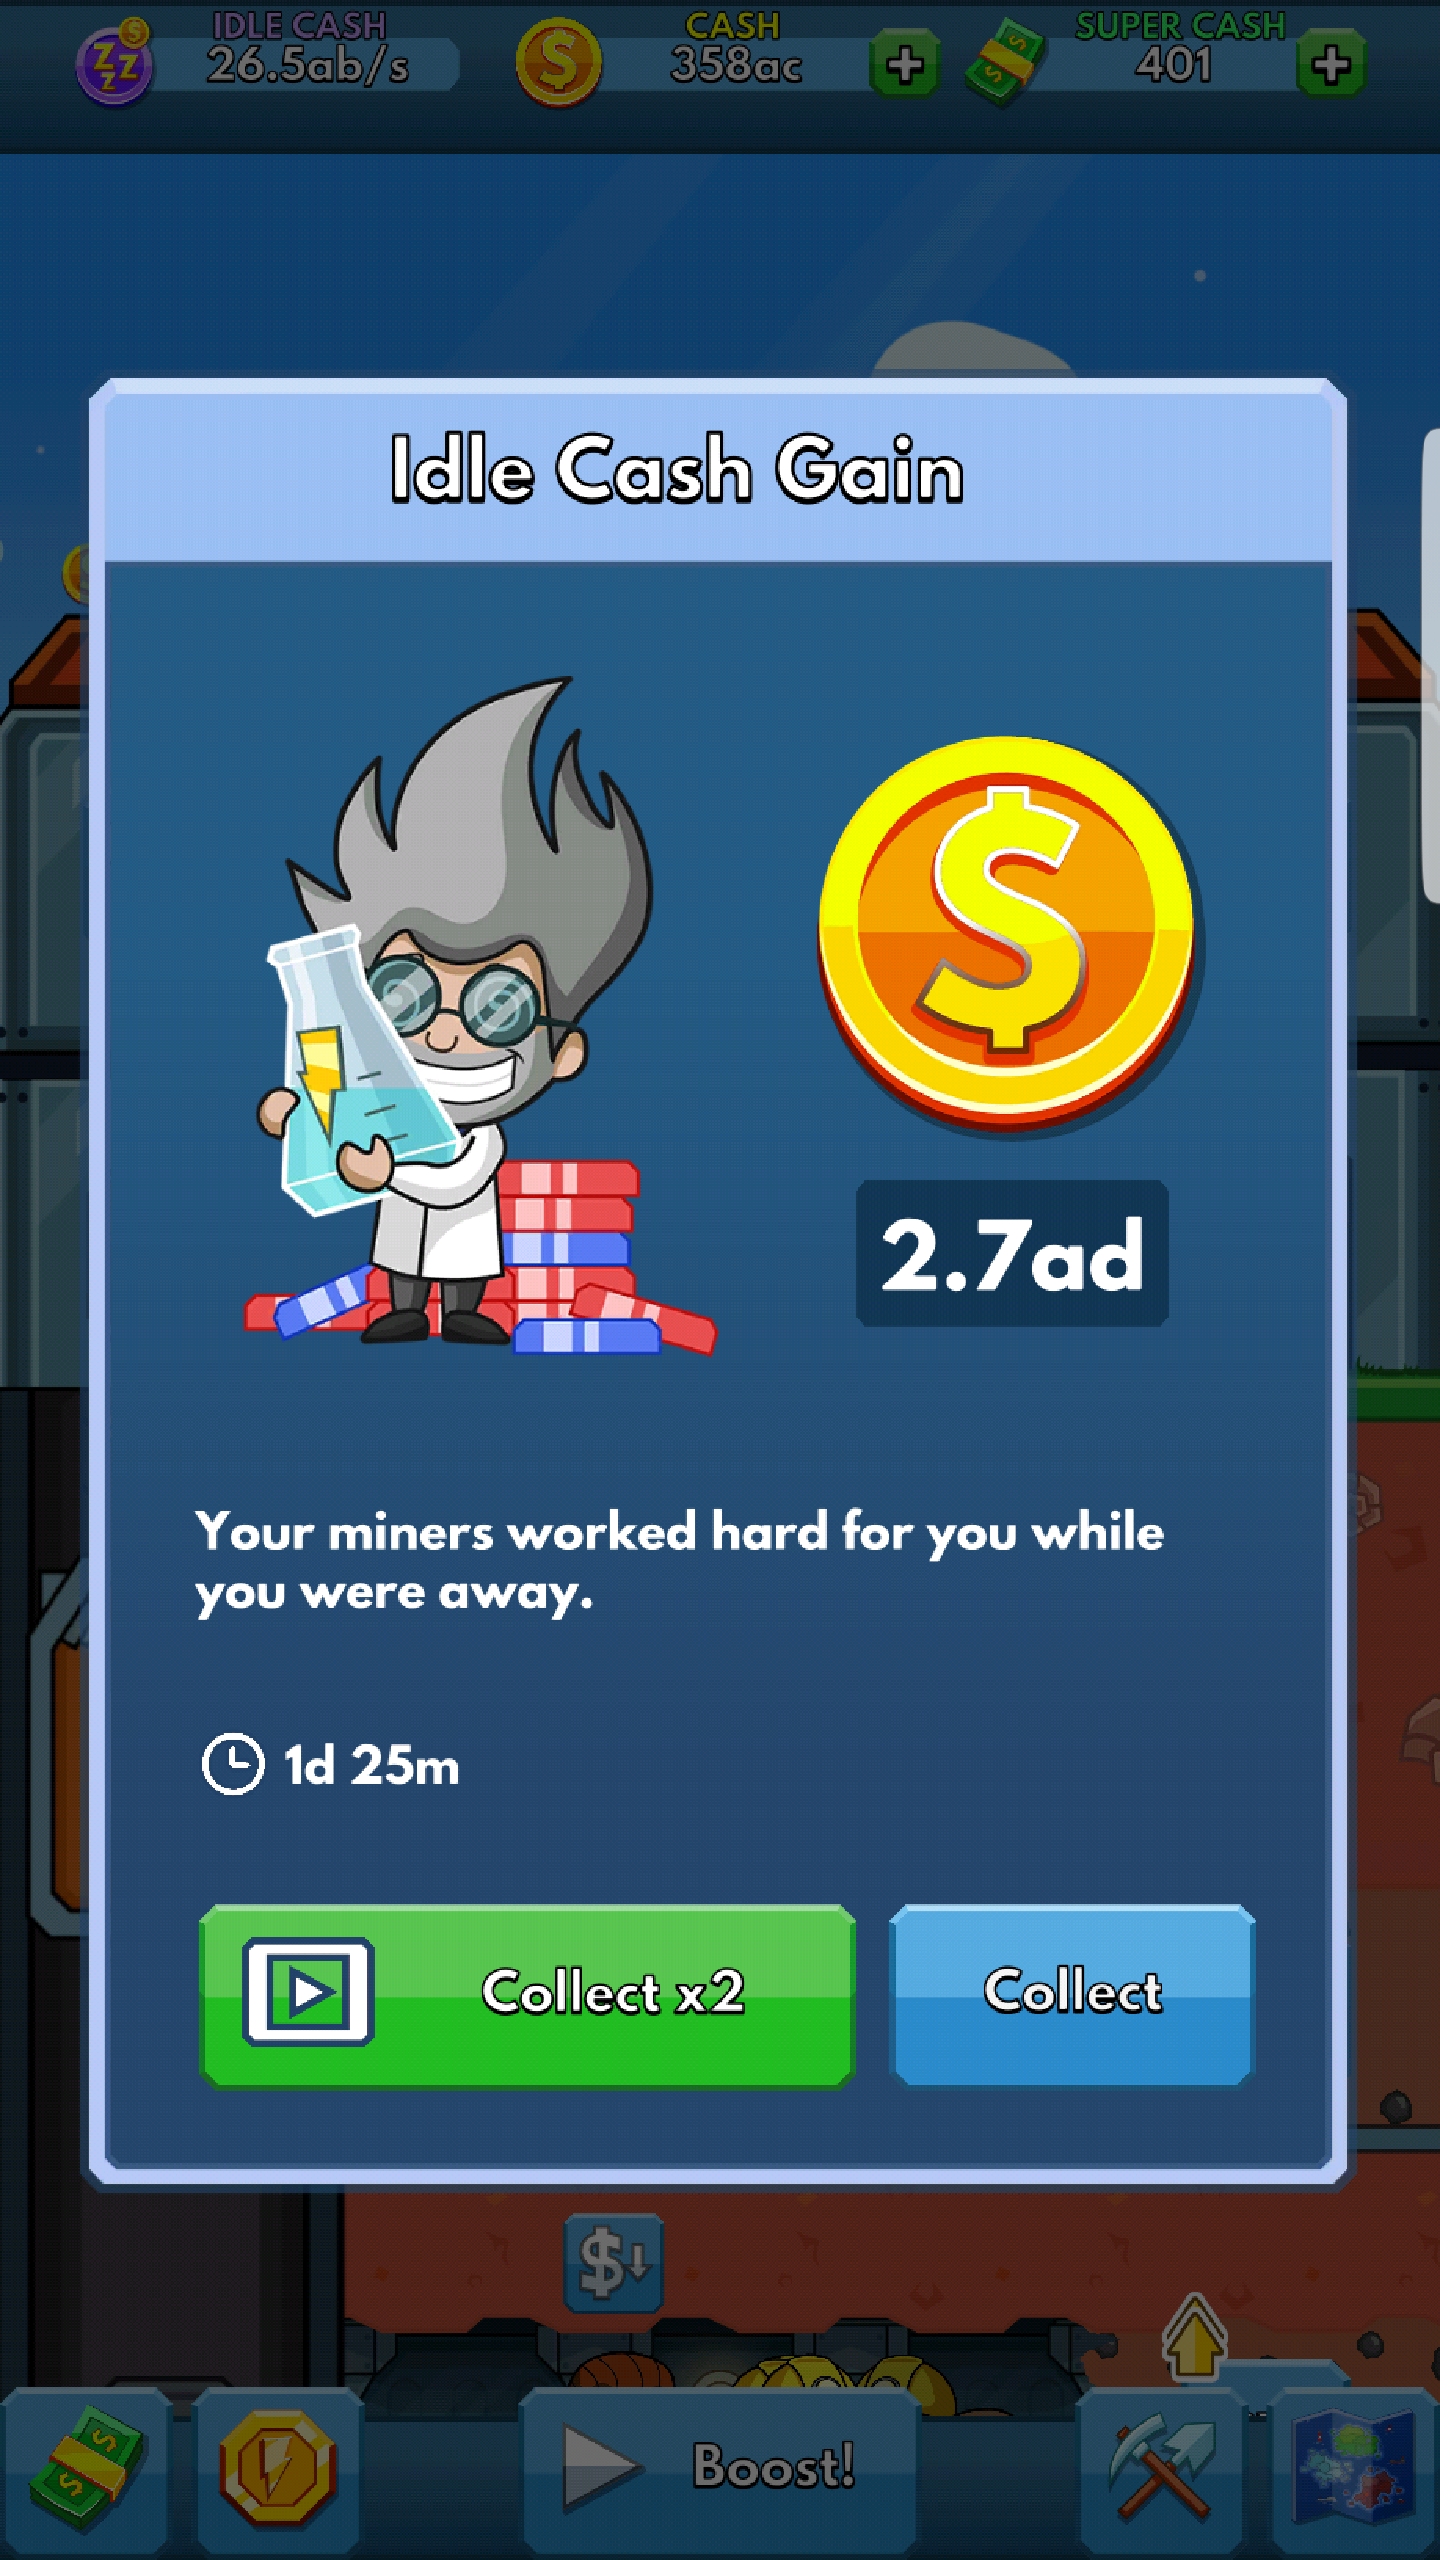 IDLE CASH
26.5ab/s
CASH
358ac
SUPER CASH
401
Idle Cash Gain
2.7ad
Your miners worked hard for you while
you were away.
1d 25m
Collect x2
Collect
Boost!